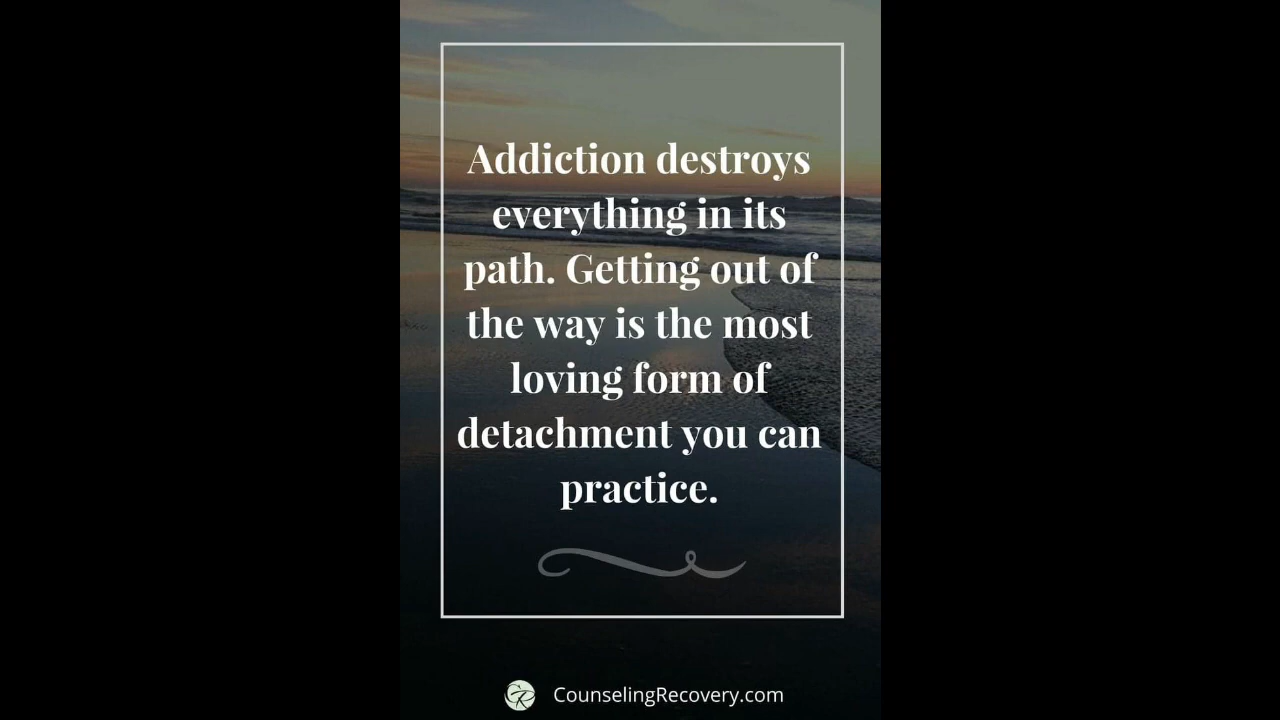 Addiction destroys
everything in its
path. Getting out of
the way is the most
loving form of
detachment you can
practice.
CR CounselingRecovery.com